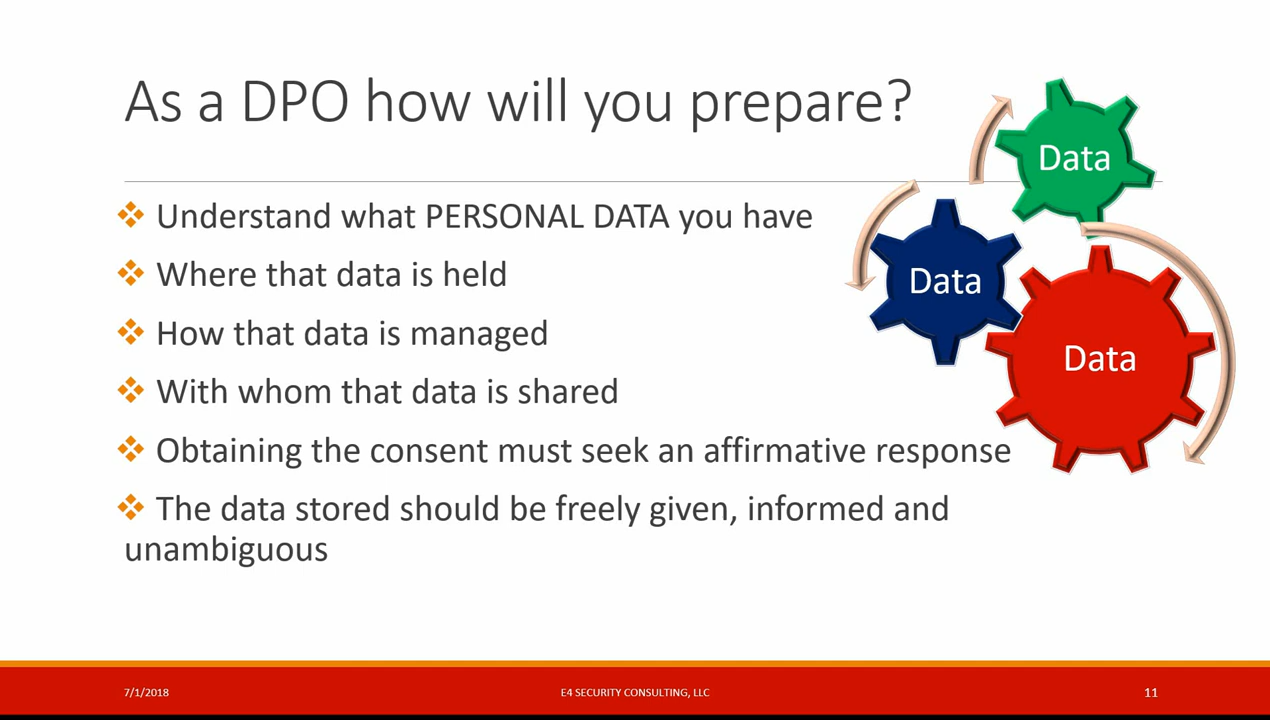 As a DPO how will you prepare?
Data
Data
Data
❖ Understand what PERSONAL DATA you have
❖ Where that data is held
❖ How that data is managed
❖ With whom that data is shared
❖ Obtaining the consent must seek an affirmative response
❖ The data stored should be freely given, informed and
unambiguous
7/1/2018
E4 SECURITY CONSULTING, LLC
11